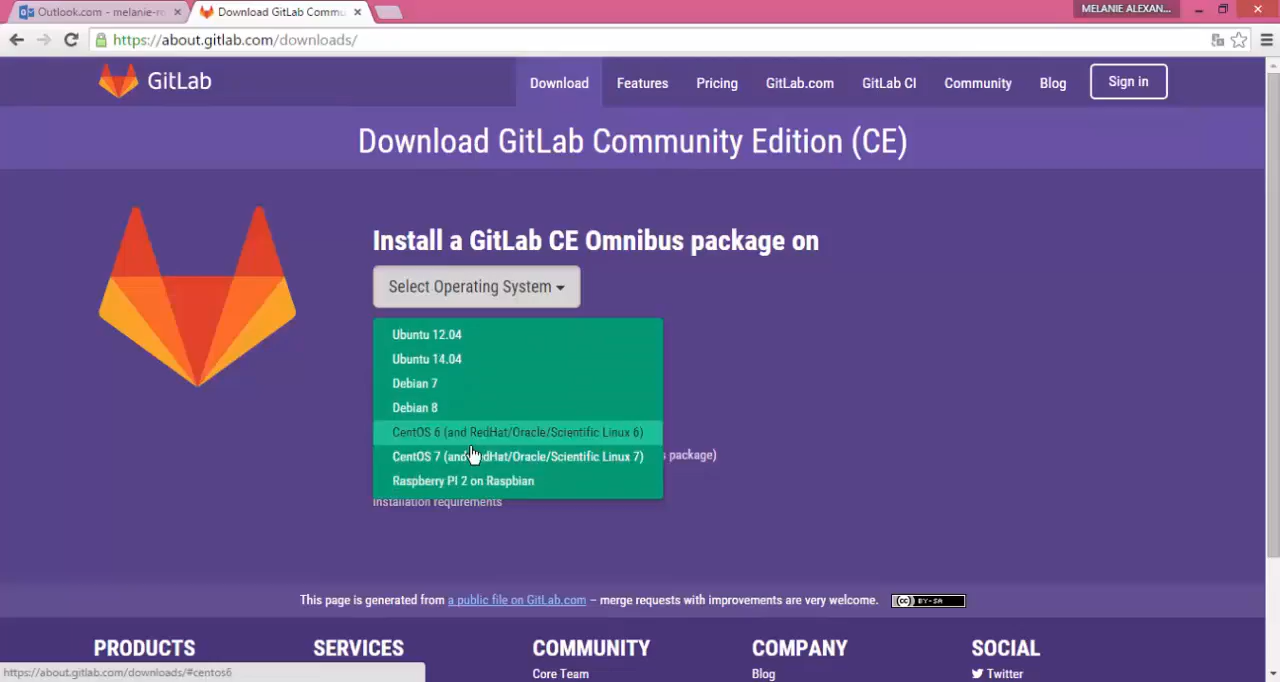 Outlook.com - melanie-ro
Download GitLab Commu
MELANIE ALEXAN...
https://about.gitlab.com/downloads/
GitLab
Download
Features
Pricing
GitLab.com
GitLab CI
Community
Blog
Sign in
Download GitLab Community Edition (CE)
Install a GitLab CE Omnibus package on
Select Operating System
Ubuntu 12.04
Ubuntu 14.04
Debian 7
Debian 8
CentOS 6 (and RedHat/Oracle/Scientific Linux 6)
CentOS 7 (and RedHat/Oracle/Scientific Linux 7)
s package)
Raspberry PI 2 on Raspbian
Installation requirements
This page is generated from a public file on GitLab.com – merge requests with improvements are very welcome.
(cc) BY-SA
PRODUCTS
SERVICES
COMMUNITY
COMPANY
SOCIAL
Core Team
Blog
Twitter
https://about.gitlab.com/downloads/#centos6